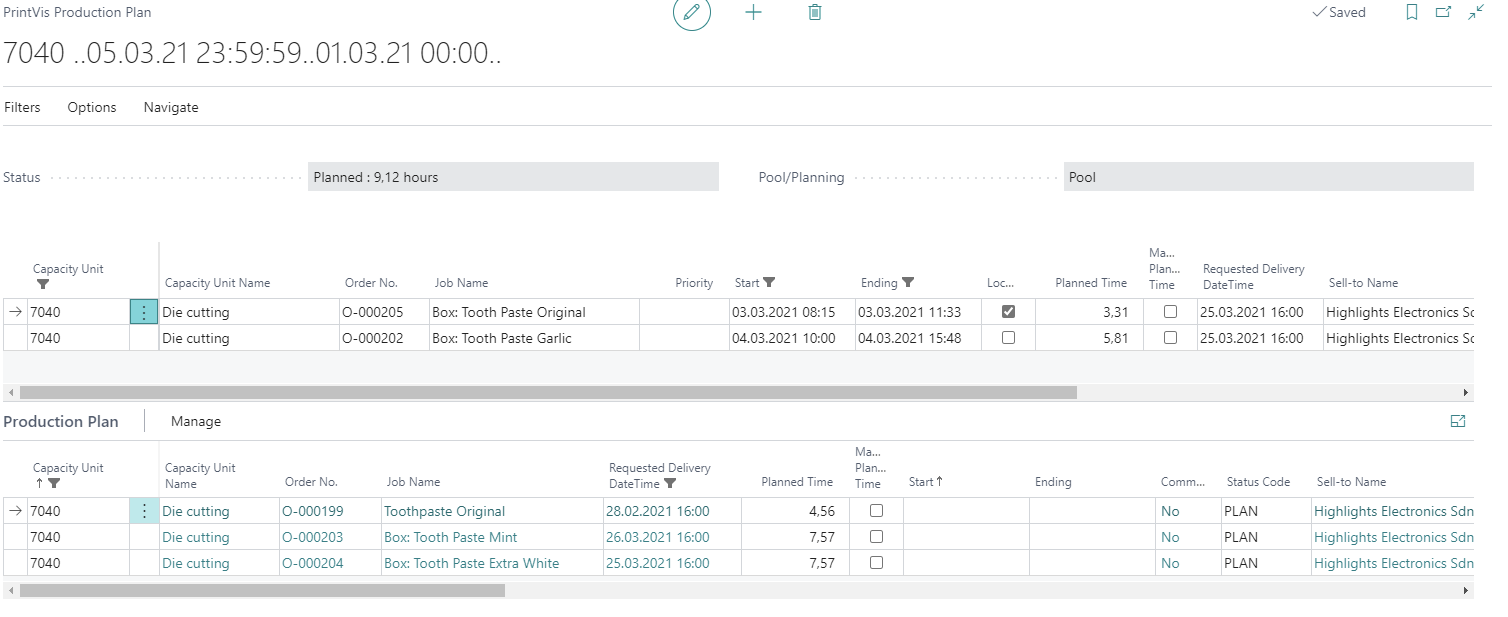 PrintVis Production Plan
Saved
7040 ..05.03.21 23:59:59..01.03.21 00:00..
Filters Options Navigate
Status Planned : 9,12 hours Pool/Planning Pool
Capacity Unit Capacity Unit Name Order No. Job Name Priority Start Ending Loc... Planned Time Ma... Plan... Time Requested Delivery DateTime Sell-to Name
7040 Die cutting O-000205 Box: Tooth Paste Original 03.03.2021 08:15 03.03.2021 11:33 3,31 25.03.2021 16:00 Highlights Electronics Sd
7040 Die cutting O-000202 Box: Tooth Paste Garlic 04.03.2021 10:00 04.03.2021 15:48 5,81 25.03.2021 16:00 Highlights Electronics Sd
Production Plan Manage
Capacity Unit Capacity Unit Name Order No. Job Name Requested Delivery DateTime Planned Time Ma... Plan... Time Start Ending Comm... Status Code Sell-to Name
7040 Die cutting O-000199 Toothpaste Original 28.02.2021 16:00 4,56 No PLAN Highlights Electronics Sdn
7040 Die cutting O-000203 Box: Tooth Paste Mint 26.03.2021 16:00 7,57 No PLAN Highlights Electronics Sdn
7040 Die cutting O-000204 Box: Tooth Paste Extra White 25.03.2021 16:00 7,57 No PLAN Highlights Electronics Sdn